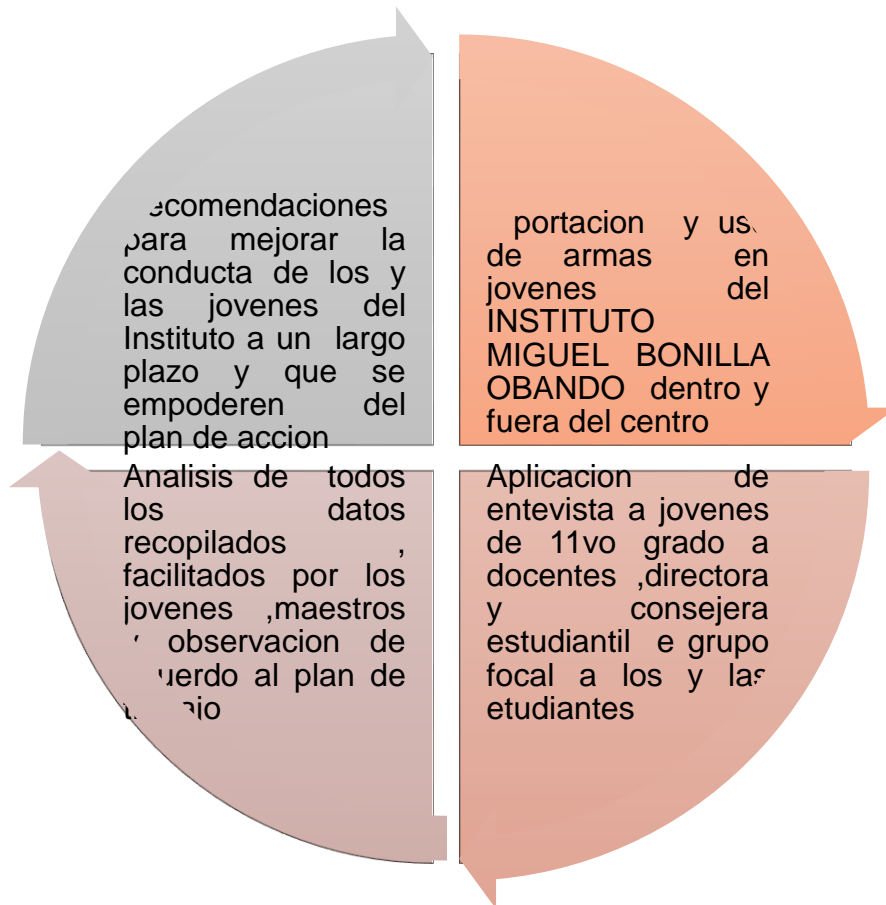 para mejorar la
conducta de los y
las jovenes del
Instituto a un largo
plazo y que se
empoderen del
plan de accion
portacion y
de armas en
jovenes del
INSTITUTO
MIGUEL BONILLA
OBANDO dentro y
fuera del centro
Aplicacion de
entevista a jovenes
de 11vo grado a
docentes ,directora
y consejera
estudiantil e grupo
focal a los y las
etudiantes
Analisis de todos
los datos
recopilados ,
facilitados por los
jovenes ,maestros
observacion de
al plan de